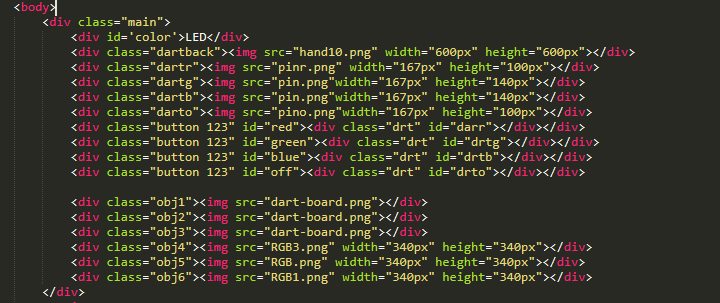 <body>
<div class="main">
<div id='color'>LED</div>
<div class="dartback"><img src="hand10.png" width="600px" height="600px"></div>
<div class="dartr"><img src="pinr.png" width="167px" height="100px"></div>
<div class="dartg"><img src="pin.png"width="167px" height="140px"></div>
<div class="dartb"><img src="pin.png"width="167px" height="140px"></div>
<div class="darto"><img src="pino.png"width="167px" height="100px"></div>
<div class="button 123" id="red"><div class="drt" id="darr"></div></div>
<div class="button 123" id="green"><div class="drt" id="drtg"></div></div>
<div class="button 123" id="blue"><div class="drt" id="drtb"></div></div>
<div class="button 123" id="off"><div class="drt" id="drto"></div></div>
<div class="obj1"><img src="dart-board.png"></div>
<div class="obj2"><img src="dart-board.png"></div>
<div class="obj3"><img src="dart-board.png"></div>
<div class="obj4"><img src="RGB3.png" width="340px" height="340px"></div>
<div class="obj5"><img src="RGB.png" width="340px" height="340px"></div>
<div class="obj6"><img src="RGB1.png" width="340px" height="340px"></div>
</div>